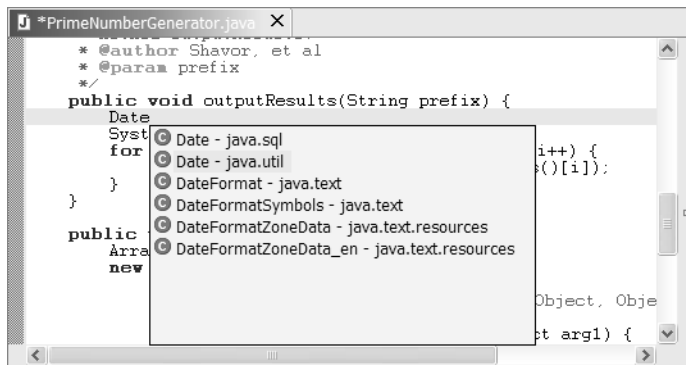 *PrimeNumberGenerator.java
* @author Shavor, et al
* @param prefix
*/
public void outputResults(String prefix) {
Date
Syst
for i++) {
s()[i]);
}
}
public
Arra
new
Object, Obje
ct arg1) {
Date - java.sql
Date - java.util
DateFormat - java.text
DateFormatSymbols - java.text
DateFormatZoneData - java.text.resources
DateFormatZoneData_en - java.text.resources